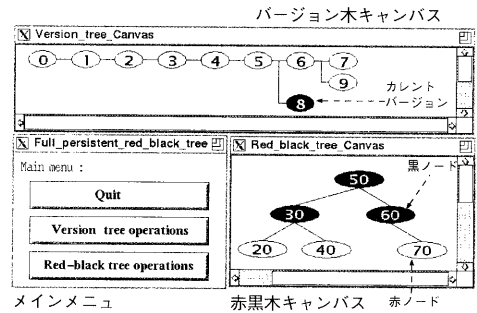 バージョン木キャンバス
Version_tree_Canvas
0 1 2 3 4 5 6 7
9
カレント
バージョン
8
Full_persistent_red_black_tree
Main menu :
Quit
Version tree operations
Red-black tree operations
メインメニュ
Red_black_tree_Canvas
50
黒ノード
30 60
20 40 70
赤黒木キャンバス
赤ノード